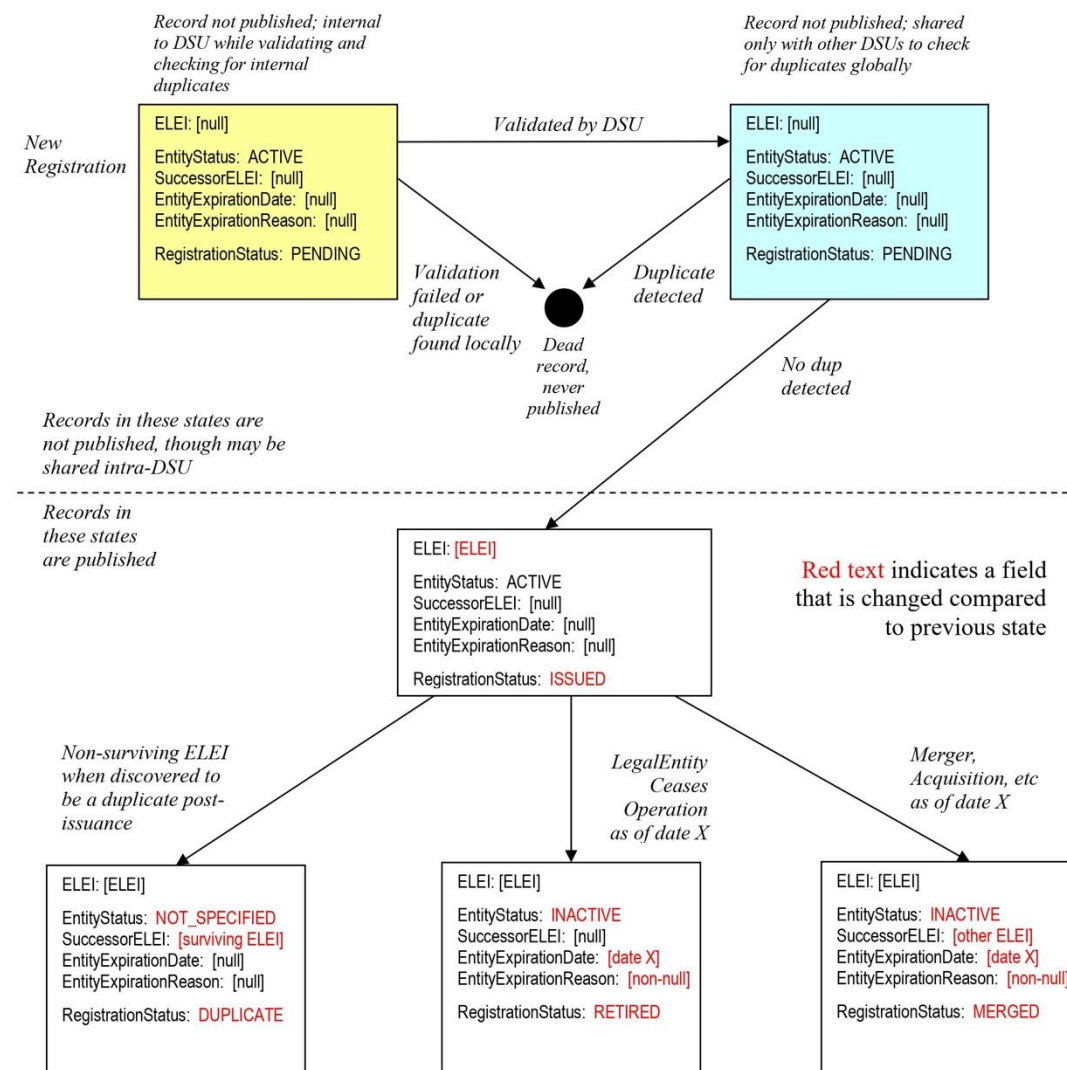 Record not published; internal
to DSU while validating and
checking for internal
duplicates
Record not published; shared
only with other DSUs to check
for duplicates globally
New
Registration
ELEI: [null]
EntityStatus: ACTIVE
SuccessorELEI: [null]
EntityExpirationDate: [null]
EntityExpirationReason: [null]
RegistrationStatus: PENDING
Validated by DSU
ELEI: [null]
EntityStatus: ACTIVE
SuccessorELEI: [null]
EntityExpirationDate: [null]
EntityExpirationReason: [null]
RegistrationStatus: PENDING
Validation
failed or
duplicate
found locally
Duplicate
detected
Dead
record,
never
published
No dup
detected
Records in these states are
not published, though may be
shared intra-DSU
Records in
these states
are published
ELEI: [ELEI]
EntityStatus: ACTIVE
SuccessorELEI: [null]
EntityExpirationDate: [null]
EntityExpirationReason: [null]
RegistrationStatus: ISSUED
Red text indicates a field
that is changed compared
to previous state
Non-surviving ELEI
when discovered to
be a duplicate post-
issuance
LegalEntity
Ceases
Operation
as of date X
Merger,
Acquisition, etc
as of date X
ELEI: [ELEI]
EntityStatus: NOT_SPECIFIED
SuccessorELEI: [surviving ELEI]
EntityExpirationDate: [null]
EntityExpirationReason: [null]
RegistrationStatus: DUPLICATE
ELEI: [ELEI]
EntityStatus: INACTIVE
SuccessorELEI: [null]
EntityExpirationDate: [date X]
EntityExpirationReason: [non-null]
RegistrationStatus: RETIRED
ELEI: [ELEI]
EntityStatus: INACTIVE
SuccessorELEI: [other ELEI]
EntityExpirationDate: [date X]
EntityExpirationReason: [non-null]
RegistrationStatus: MERGED